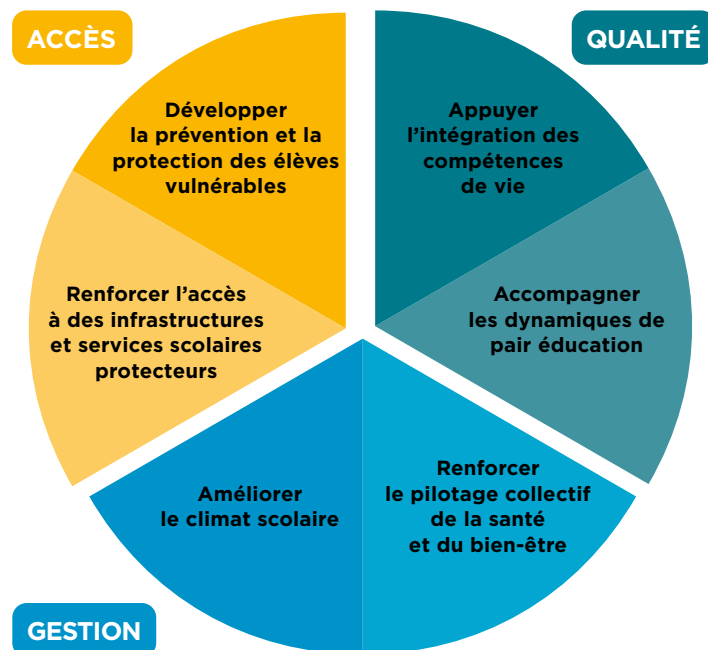 ACCÈS
QUALITÉ
Développer
la prévention et la
protection des élèves
vulnérables
Appuyer
l’intégration des
compétences
de vie
Renforcer l’accès
à des infrastructures
et services scolaires
protecteurs
Accompagner
les dynamiques de
pair éducation
Améliorer
le climat scolaire
Renforcer
le pilotage collectif
de la santé
et du bien-être
GESTION